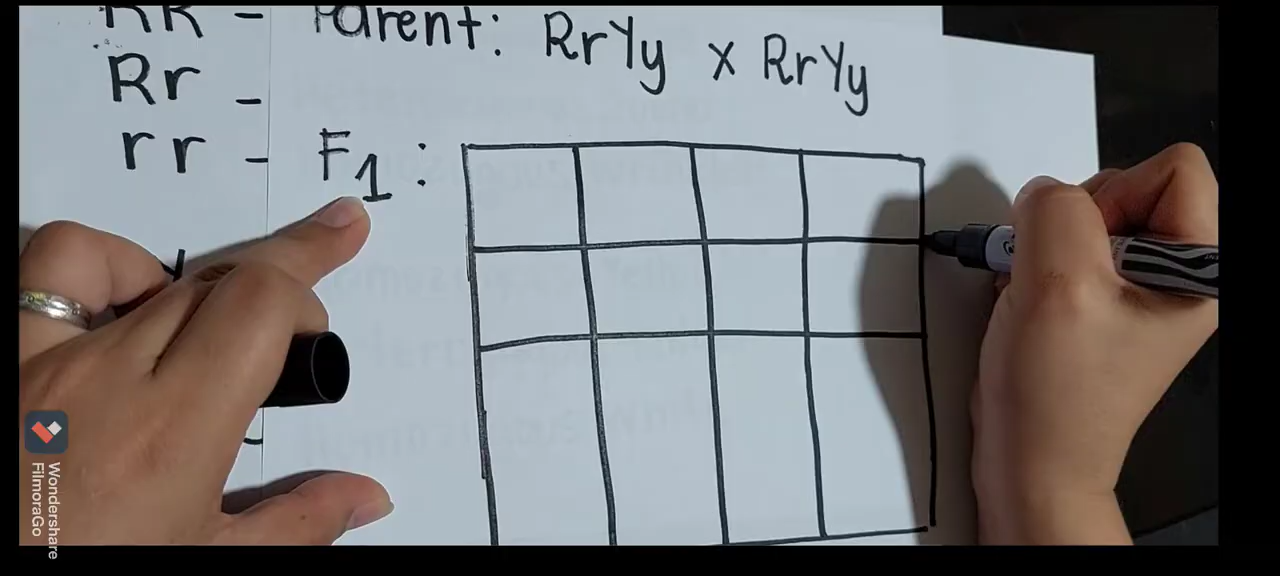 RR - Parent: RrYy x RrYy
Rr -
rr - F1:
Wondershare
FilmoraGo